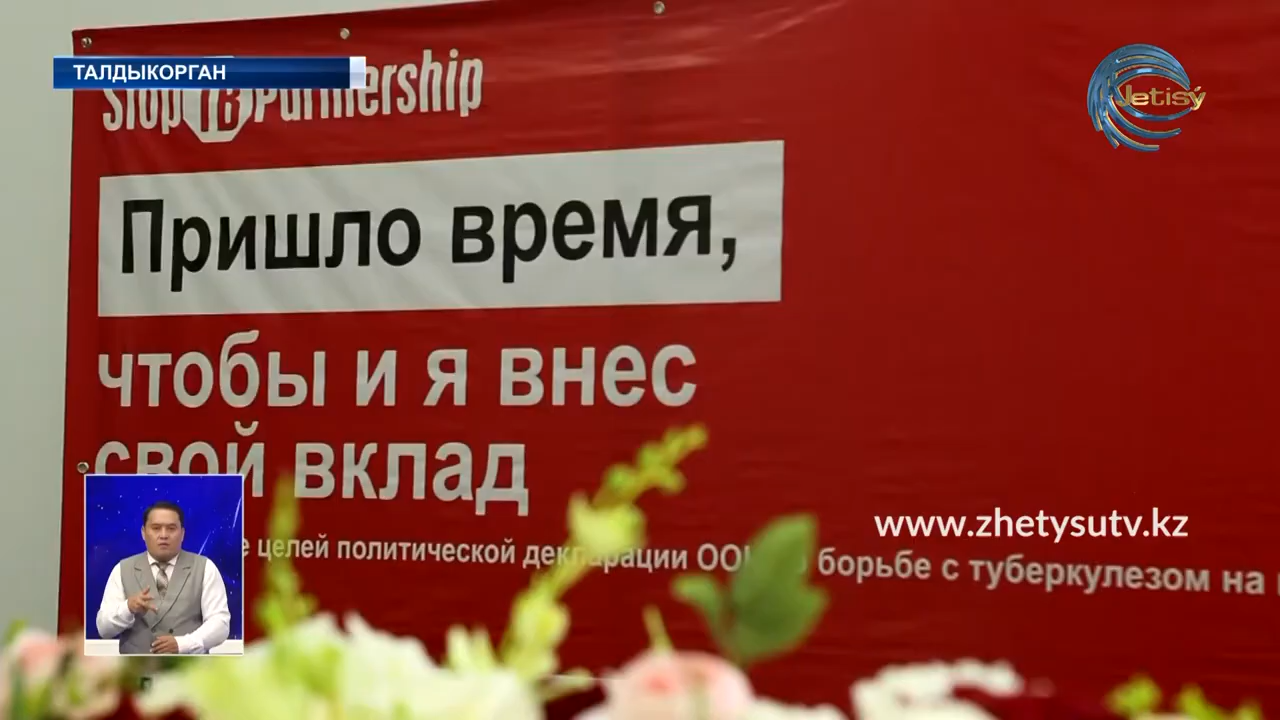 ТАЛДЫКОРГАН
Jetisý
Stop TB Partnership
Пришло время,
чтобы и я внес
свой вклад
целей политической декларации ООН борьбе с туберкулезом на
www.zhetysutv.kz